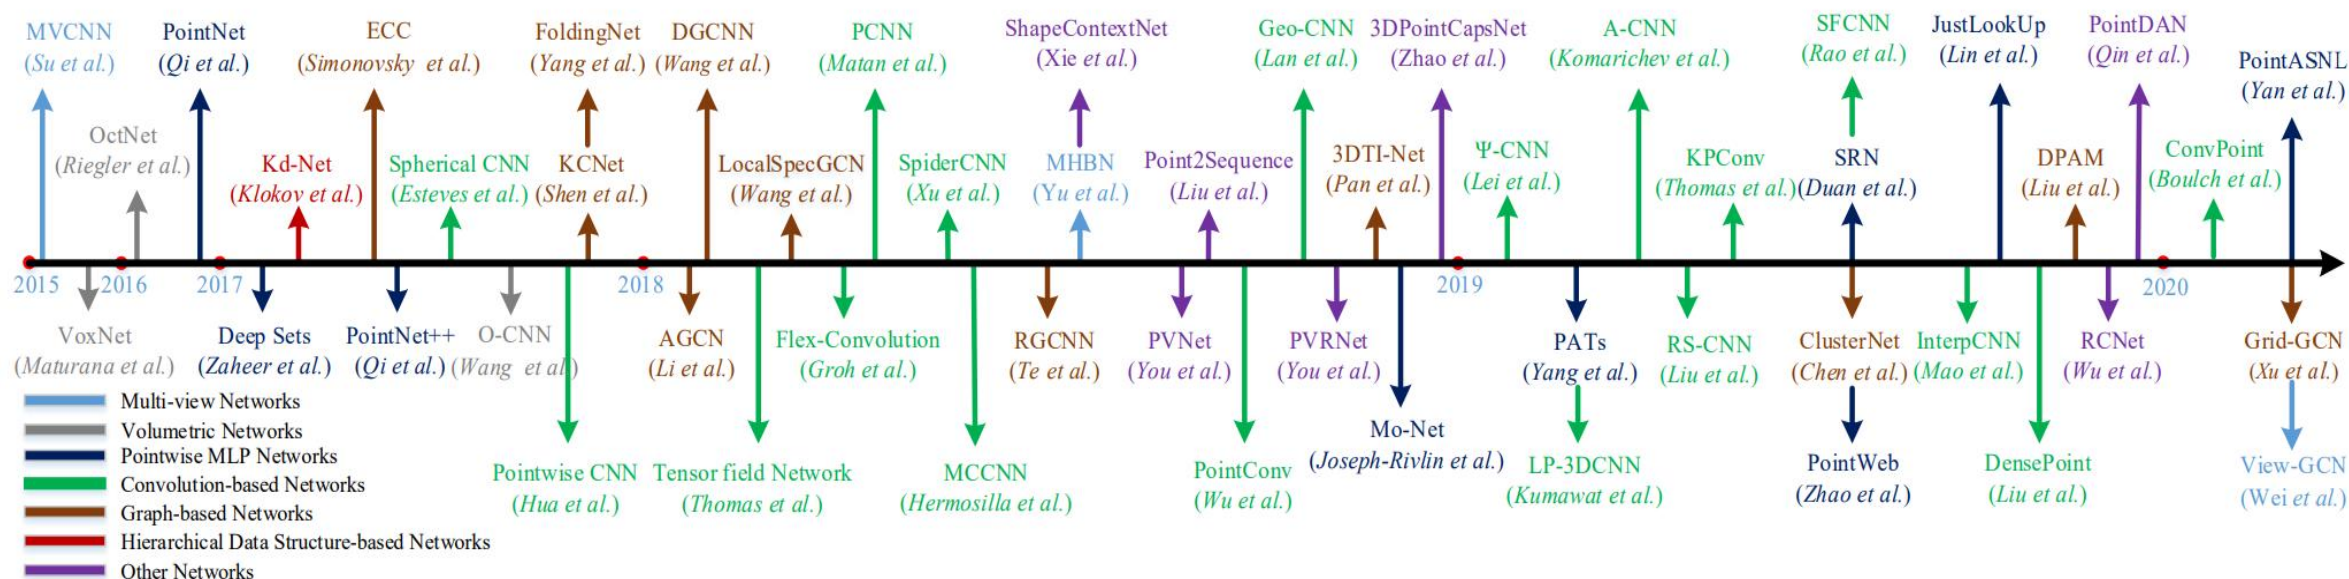 MVCNN
(Su et al.)
PointNet
(Qi et al.)
ECC
(Simonovsky et al.)
FoldingNet
(Yang et al.)
DGCNN
(Wang et al.)
PCNN
(Matan et al.)
ShapeContextNet
(Xie et al.)
Geo-CNN
(Lan et al.)
3DPointCapsNet
(Zhao et al.)
A-CNN
(Komarichev et al.)
SFCNN
(Rao et al.)
JustLookUp
(Lin et al.)
PointDAN
(Qin et al.)
PointASNL
(Yan et al.)
OctNet
(Riegler et al.)
Kd-Net
(Klokov et al.)
Spherical CNN
(Esteves et al.)
KCNet
(Shen et al.)
LocalSpecGCN
(Wang et al.)
SpiderCNN
(Xu et al.)
MHBN
(Yu et al.)
Point2Sequence
(Liu et al.)
3DTI-Net
(Pan et al.)
Ψ-CNN
(Lei et al.)
KPConv
(Thomas et al.)
SRN
(Duan et al.)
DPAM
(Liu et al.)
ConvPoint
(Boulch et al.)
2015
2016
2017
2018
2019
2020
VoxNet
(Maturana et al.)
Deep Sets
(Zaheer et al.)
PointNet++
(Qi et al.)
O-CNN
(Wang et al)
AGCN
(Li et al.)
Flex-Convolution
(Groh et al.)
RGCNN
(Te et al.)
PVNet
(You et al.)
PVRNet
(You et al.)
PATs
(Yang et al.)
RS-CNN
(Liu et al.)
ClusterNet
(Chen et al.)
InterpCNN
(Mao et al.)
RCNet
(Wu et al.)
Grid-GCN
(Xu et al.)
Pointwise CNN
(Hua et al.)
Tensor field Network
(Thomas et al.)
MCCNN
(Hermosilla et al.)
PointConv
(Wu et al.)
Mo-Net
(Joseph-Rivlin et al.)
LP-3DCNN
(Kumawat et al.)
PointWeb
(Zhao et al.)
DensePoint
(Liu et al.)
View-GCN
(Wei et al.)
Multi-view Networks
Volumetric Networks
Pointwise MLP Networks
Convolution-based Networks
Graph-based Networks
Hierarchical Data Structure-based Networks
Other Networks